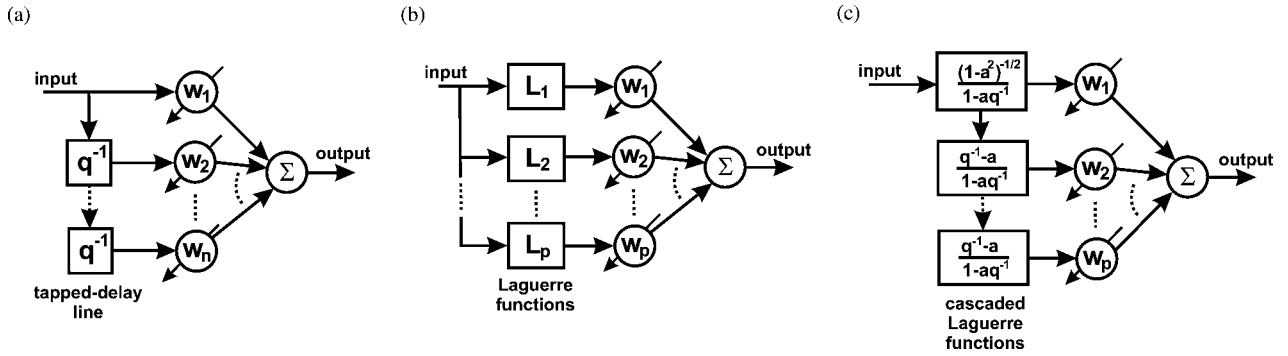 (a)
input
w₁
q⁻¹
w₂
Σ
output
q⁻¹
wₙ
tapped-delay
line
(b)
input
L₁
w₁
L₂
w₂
Σ
output
Lₚ
wₚ
Laguerre
functions
(c)
input
(1-a²)⁻¹/²
1-aq⁻¹
w₁
q⁻¹-a
1-aq⁻¹
w₂
Σ
output
q⁻¹-a
1-aq⁻¹
wₚ
cascaded
Laguerre
functions